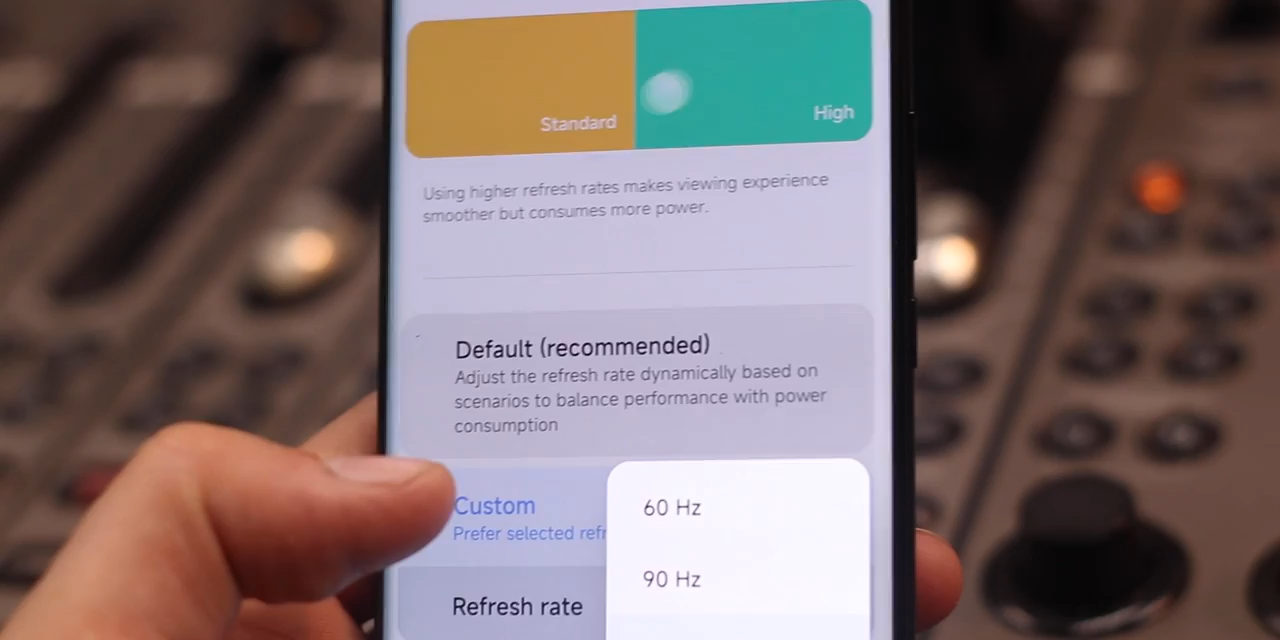 Standard
High
Using higher refresh rates makes viewing experience
smoother but consumes more power.
Default (recommended)
Adjust the refresh rate dynamically based on
scenarios to balance performance with power
consumption
Custom
Prefer selected
60 Hz
90 Hz
Refresh rate